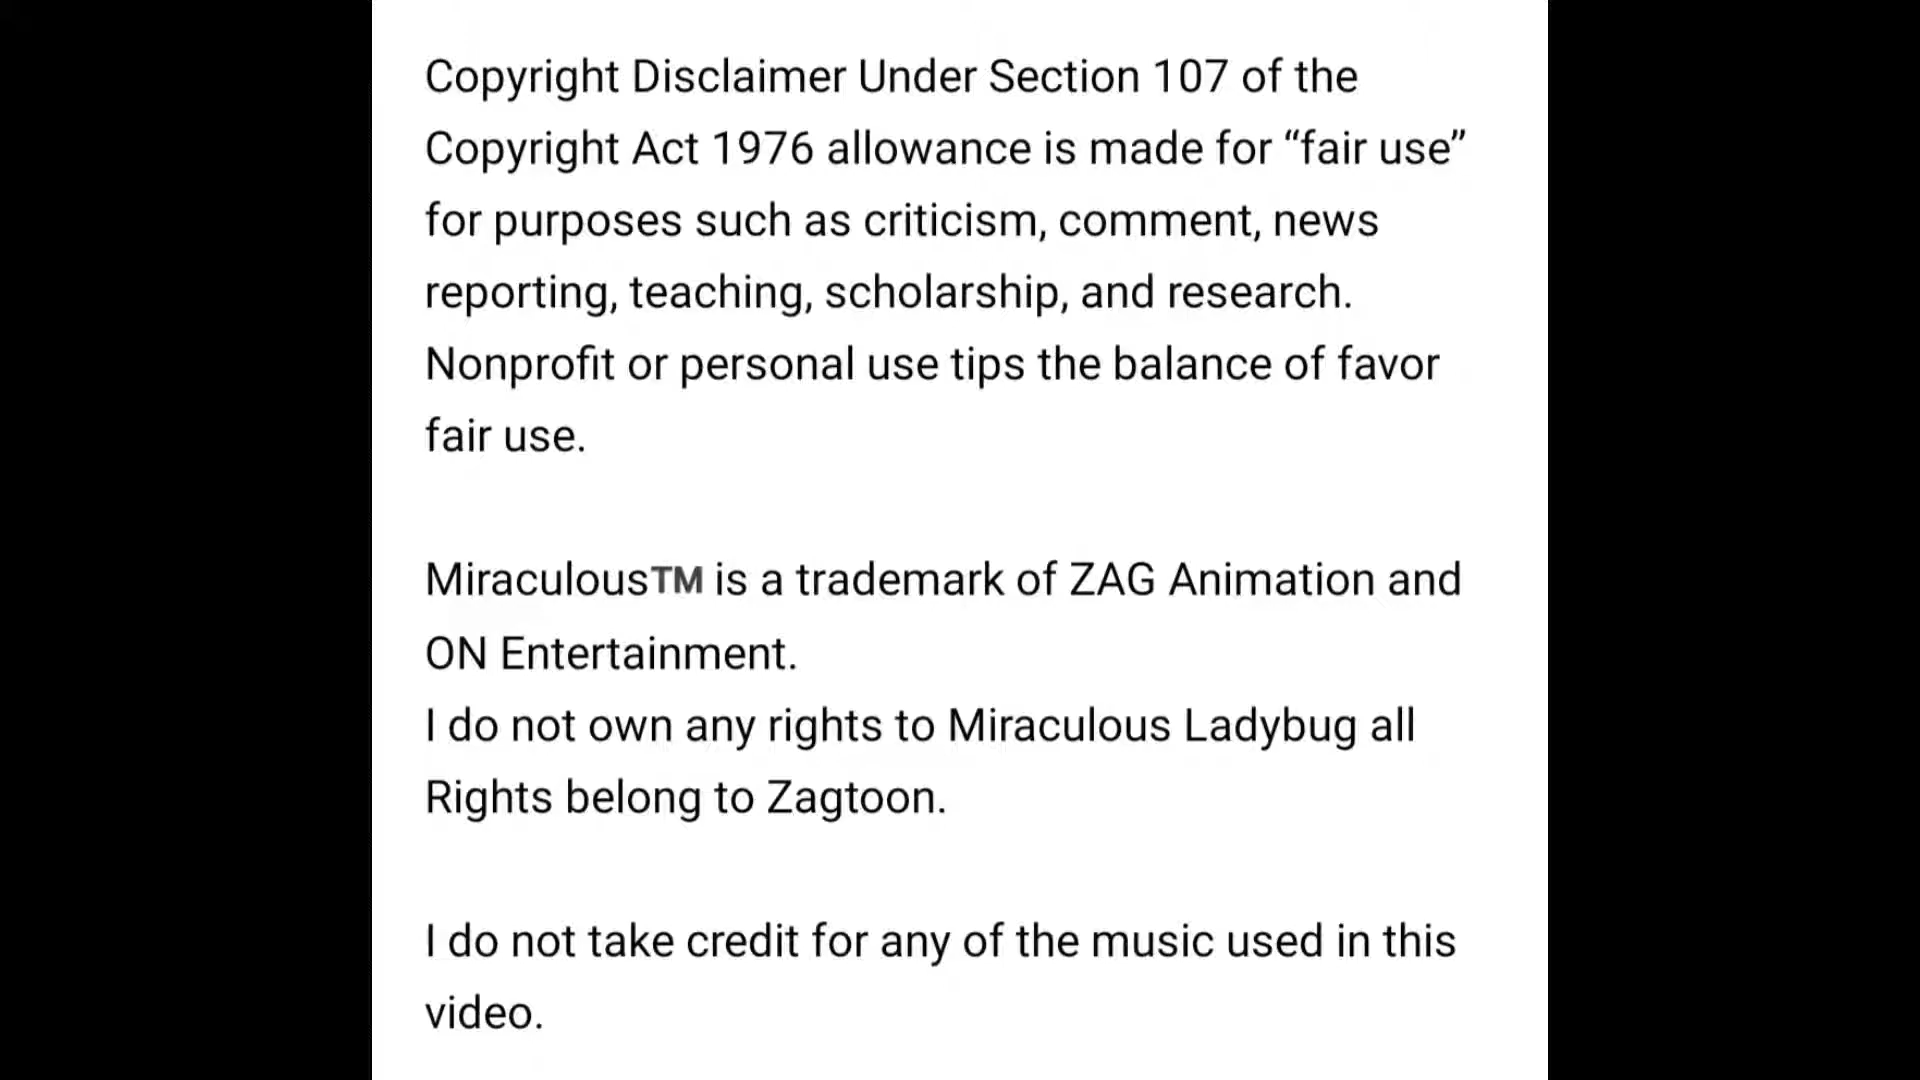 Copyright Disclaimer Under Section 107 of the
Copyright Act 1976 allowance is made for “fair use”
for purposes such as criticism, comment, news
reporting, teaching, scholarship, and research.
Nonprofit or personal use tips the balance of favor
fair use.
Miraculous™ is a trademark of ZAG Animation and
ON Entertainment.
I do not own any rights to Miraculous Ladybug all
Rights belong to Zagtoon.
I do not take credit for any of the music used in this
video.